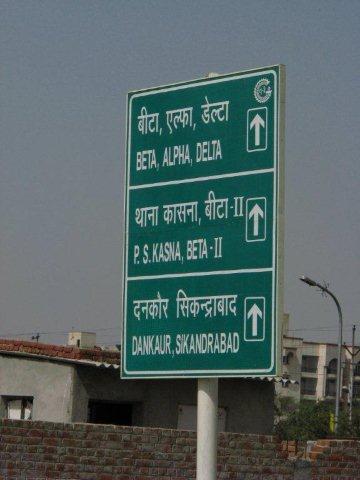 बीटा, एल्फा, डेल्टा
BETA, ALPHA, DELTA
थाना कासना, बीटा-II
P. S. KASNA, BETA-II
दनकौर सिकन्द्राबाद
DANKAUR, SIKANDRABAD